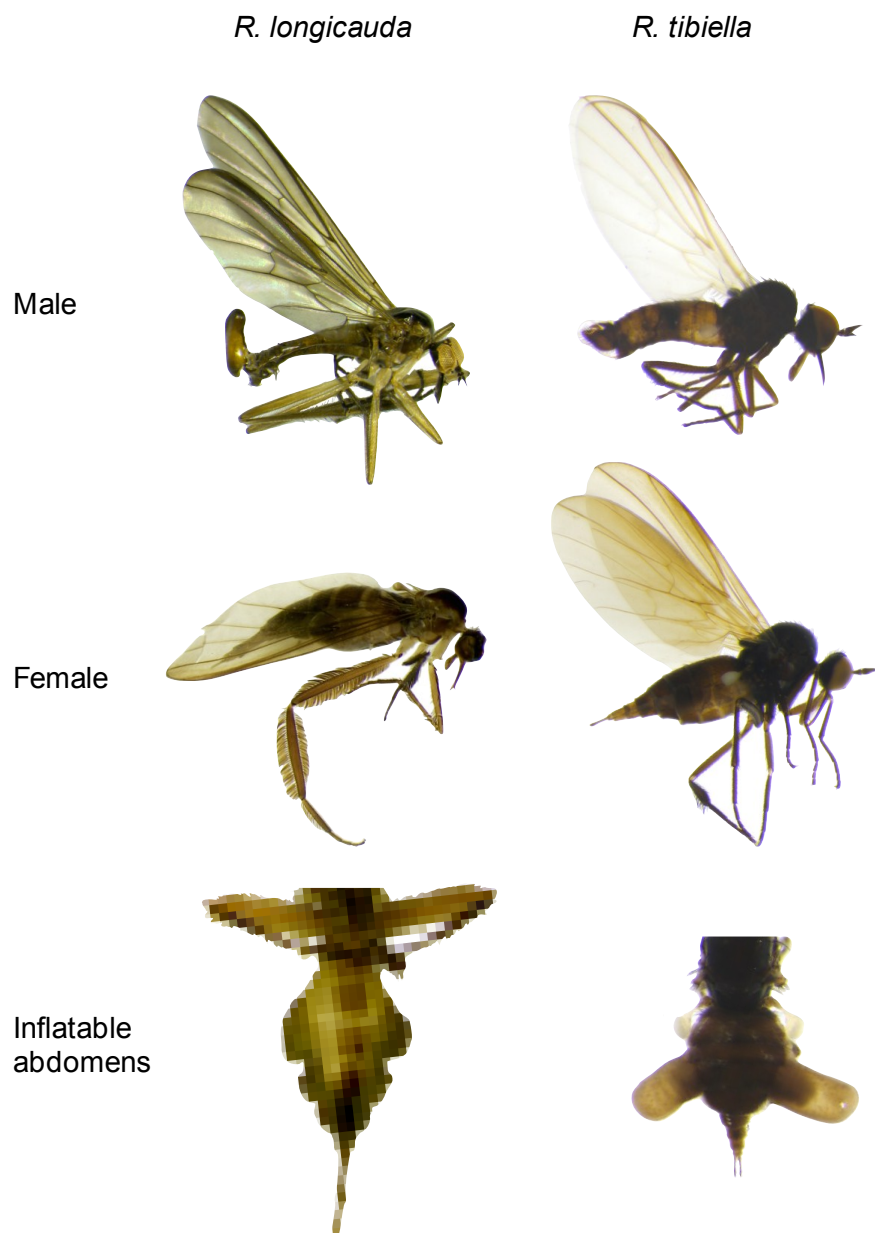 R. longicauda
R. tibiella
Male
Female
Inflatable
abdomens